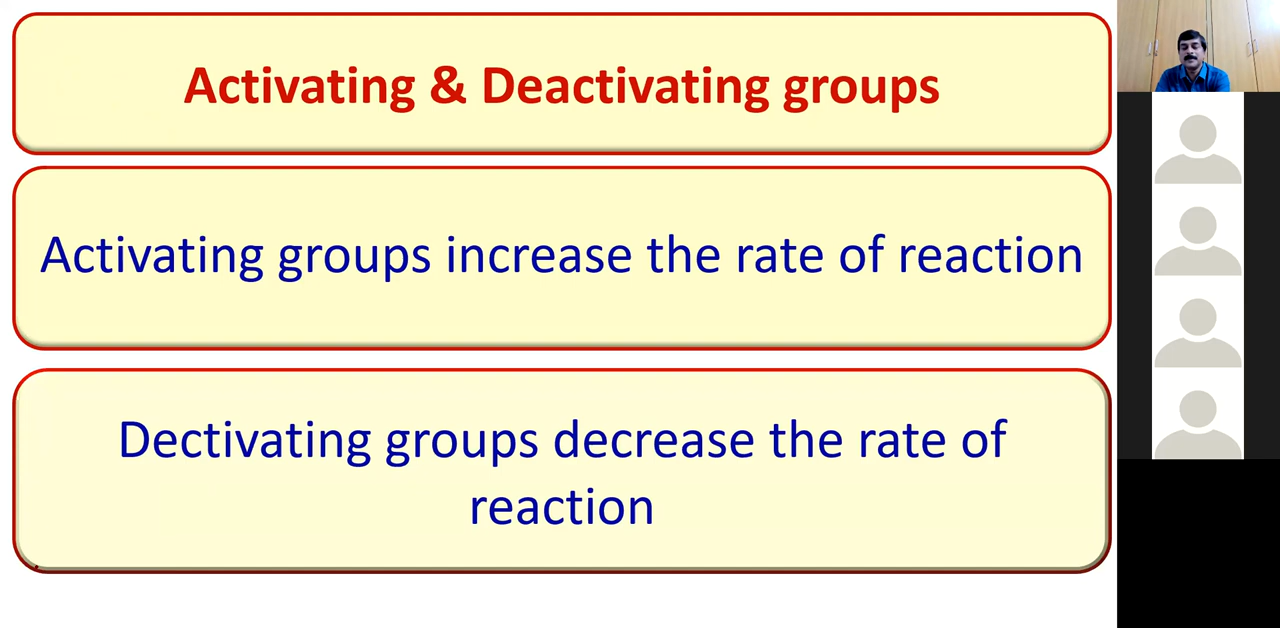 Activating & Deactivating groups
Activating groups increase the rate of reaction
Dectivating groups decrease the rate of
reaction